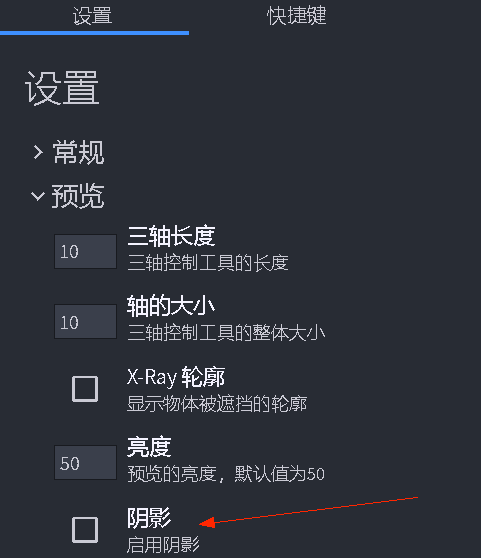 设置 快捷键
设置
常规
预览
10 三轴长度
三轴控制工具的长度
10 轴的大小
三轴控制工具的整体大小
X-Ray 轮廓
显示物体被遮挡的轮廓
50 亮度
预览的亮度，默认值为50
阴影
启用阴影